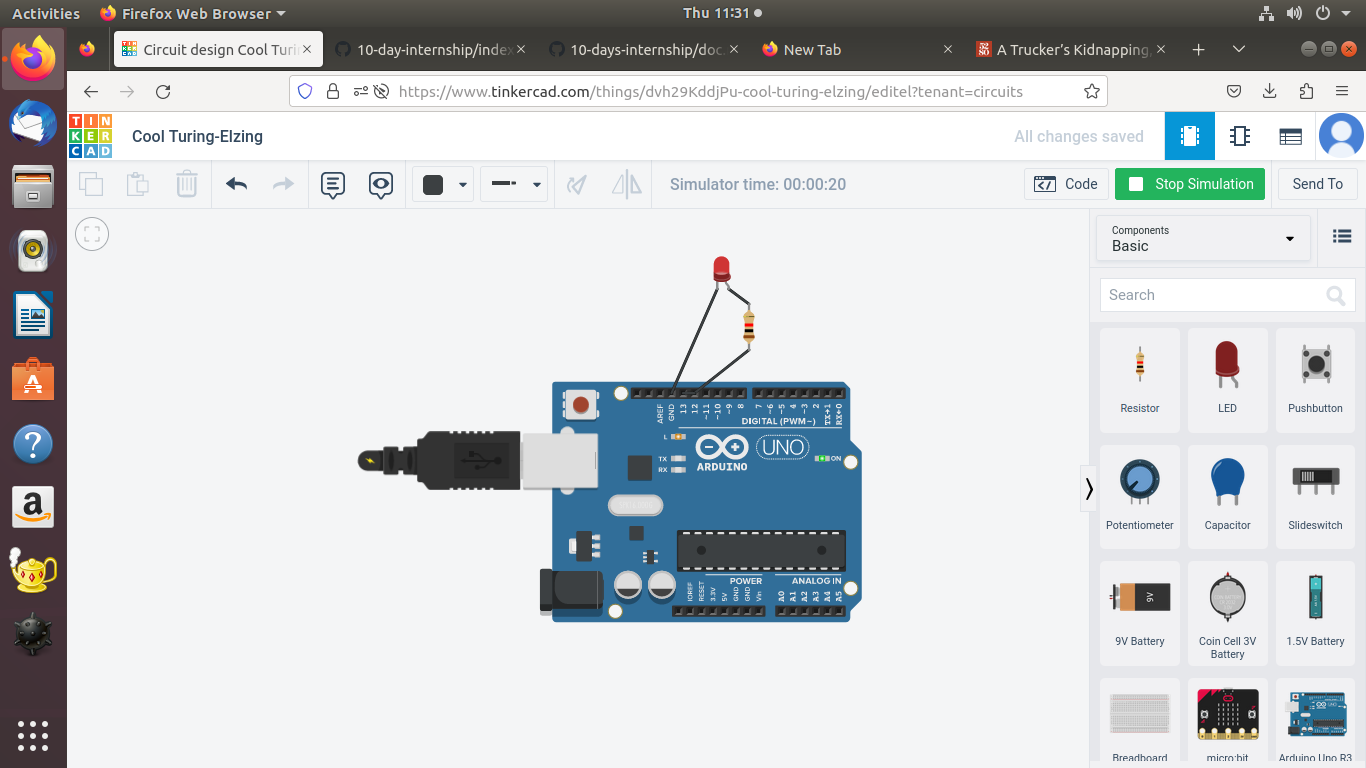 Activities
Firefox Web Browser
Thu 11:31
Circuit design Cool Turin
10-day-internship/index
10-days-internship/doc
New Tab
A Trucker's Kidnapping,
https://www.tinkercad.com/things/dvh29KddjPu-cool-turing-elzing/editel?tenant=circuits
TIN
KER
CAD
Cool Turing-Elzing
All changes saved
Simulator time: 00:00:20
Code
Stop Simulation
Send To
Components
Basic
Search
Resistor
LED
Pushbutton
Potentiometer
Capacitor
Slideswitch
9V
9V Battery
Coin Cell 3V
Battery
1.5V Battery
Breadboard
micro:bit
Arduino Uno R3
AREF
GND
13
12
~11
~10
~9
8
7
~6
~5
4
~3
2
TX→1
RX←0
DIGITAL (PWM~)
L
TX
RX
ARDUINO
UNO
ON
POWER
ANALOG IN
IOREF
RESET
3.3V
5V
GND
GND
Vin
A0
A1
A2
A3
A4
A5